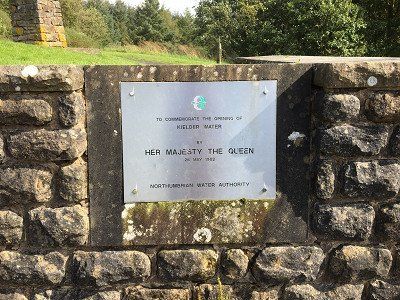 TO COMMEMORATE THE OPENING OF
KIELDER WATER
BY
HER MAJESTY THE QUEEN
26 MAY 1982
NORTHUMBRIAN WATER AUTHORITY